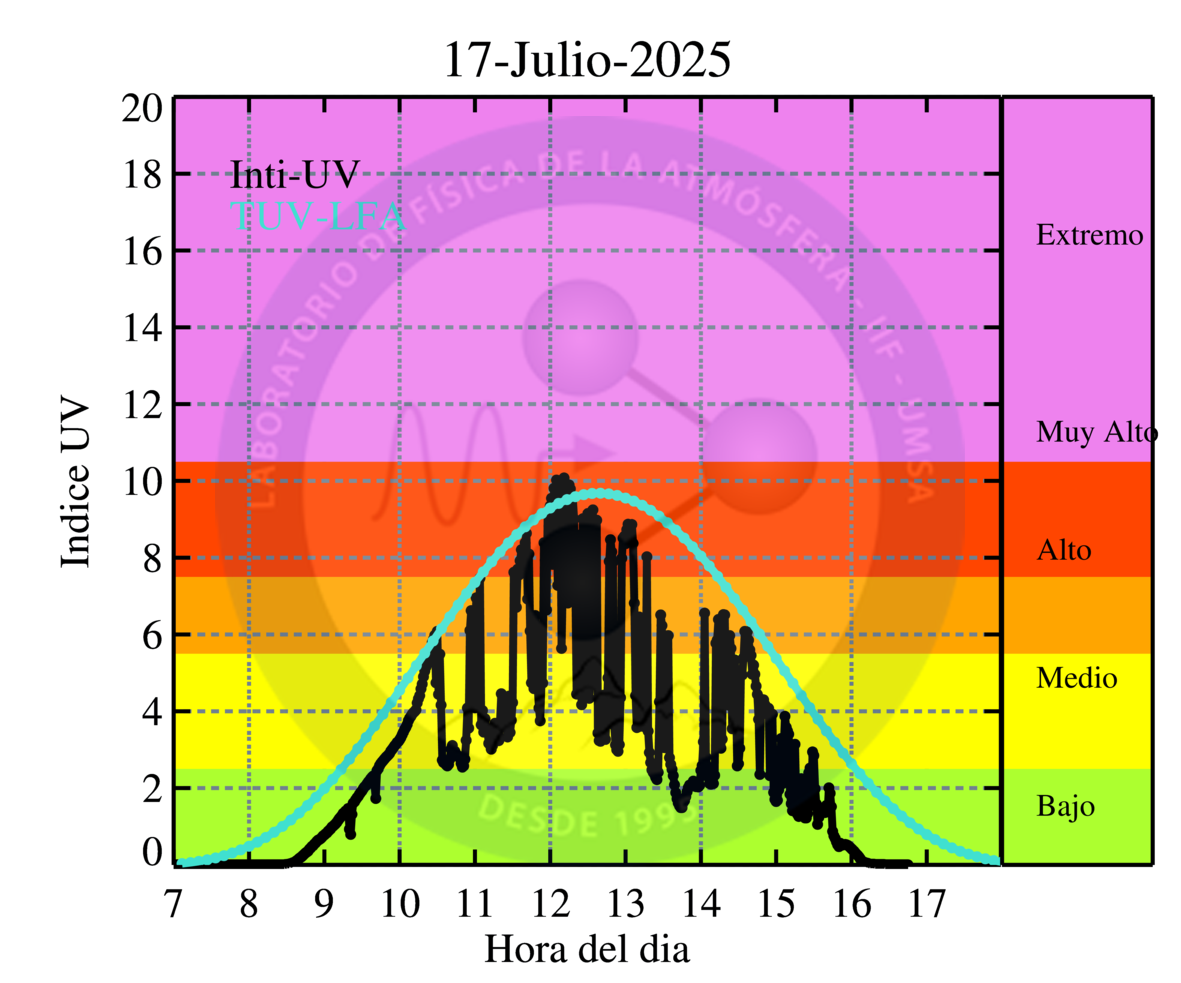 17-Julio-2025
Inti-UV
TUV-LFA
LABORATORIO DE FÍSICA DE LA ATMÓSFERA - IIF - UMSA
DESDE 1995
Indice UV
20
18
16
14
12
10
8
6
4
2
0
Extremo
Muy Alto
Alto
Medio
Bajo
7 8 9 10 11 12 13 14 15 16 17
Hora del dia